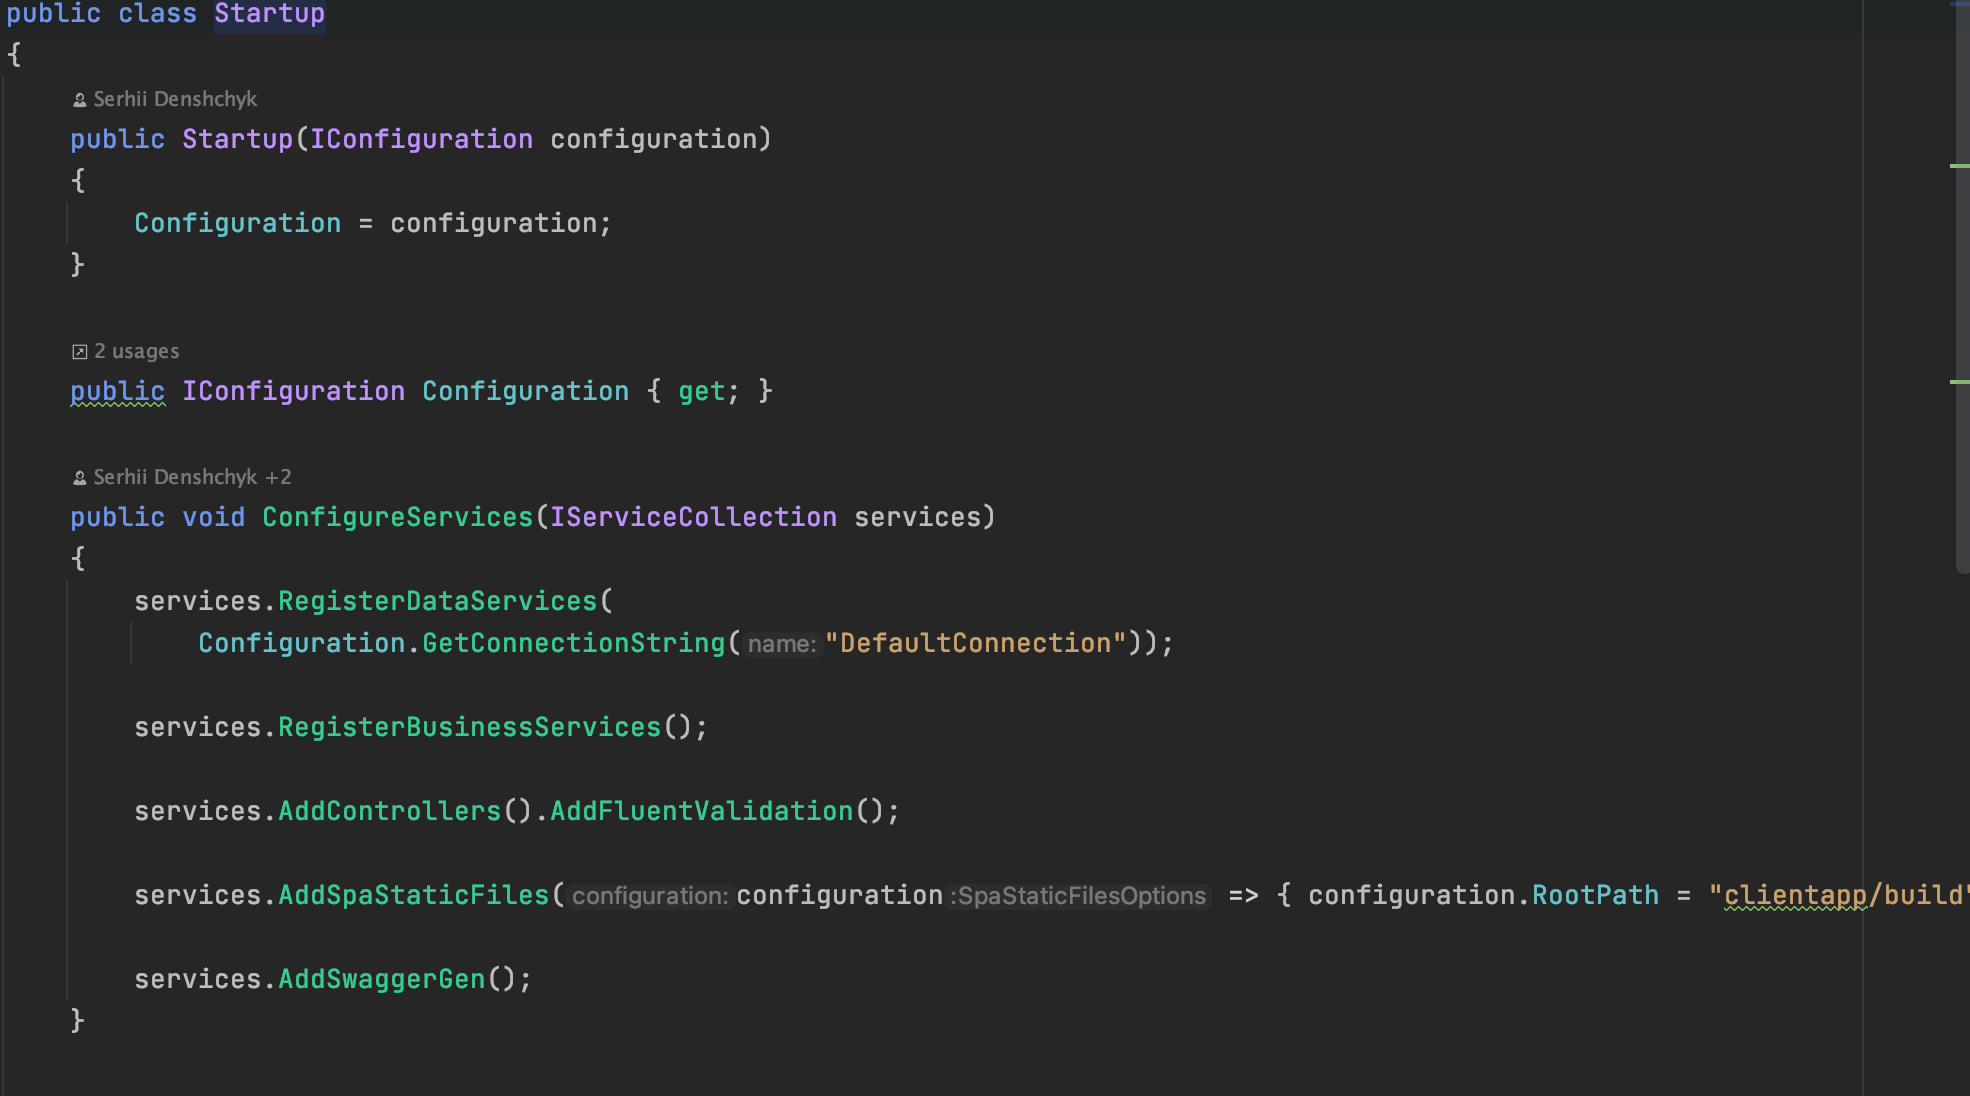 public class Startup
{
Serhii Denshchyk
public Startup(IConfiguration configuration)
{
Configuration = configuration;
}
2 usages
public IConfiguration Configuration { get; }
Serhii Denshchyk +2
public void ConfigureServices(IServiceCollection services)
{
services.RegisterDataServices(
Configuration.GetConnectionString( name: "DefaultConnection"));
services.RegisterBusinessServices();
services.AddControllers().AddFluentValidation();
services.AddSpaStaticFiles( configuration: configuration :SpaStaticFilesOptions => { configuration.RootPath = "clientapp/build"
services.AddSwaggerGen();
}